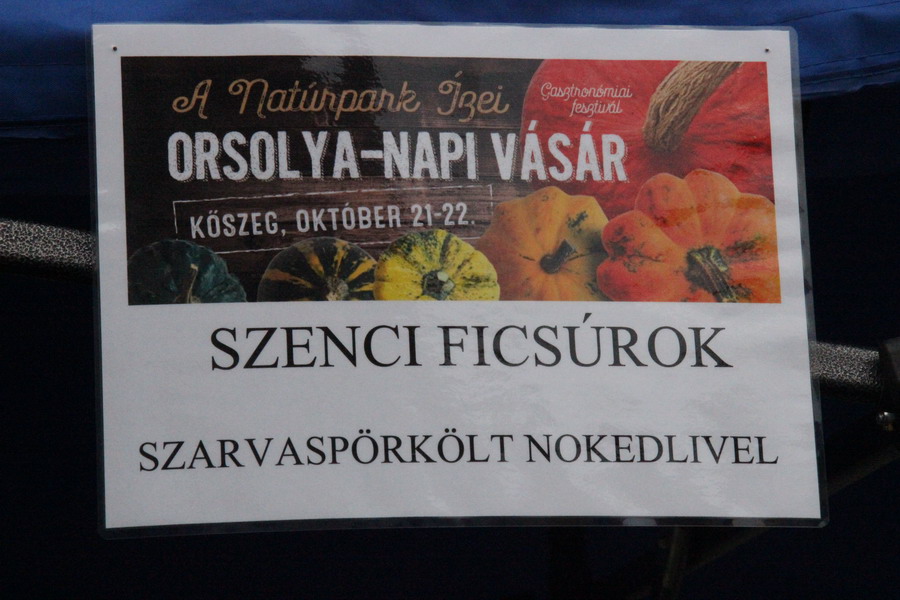 A Natúrpark Ízei
Gasztronómiai
fesztivál
ORSOLYA-NAPI VÁSÁR
KŐSZEG, OKTÓBER 21-22.
SZENCI FICSÚROK
SZARVASPÖRKÖLT NOKEDLIVEL